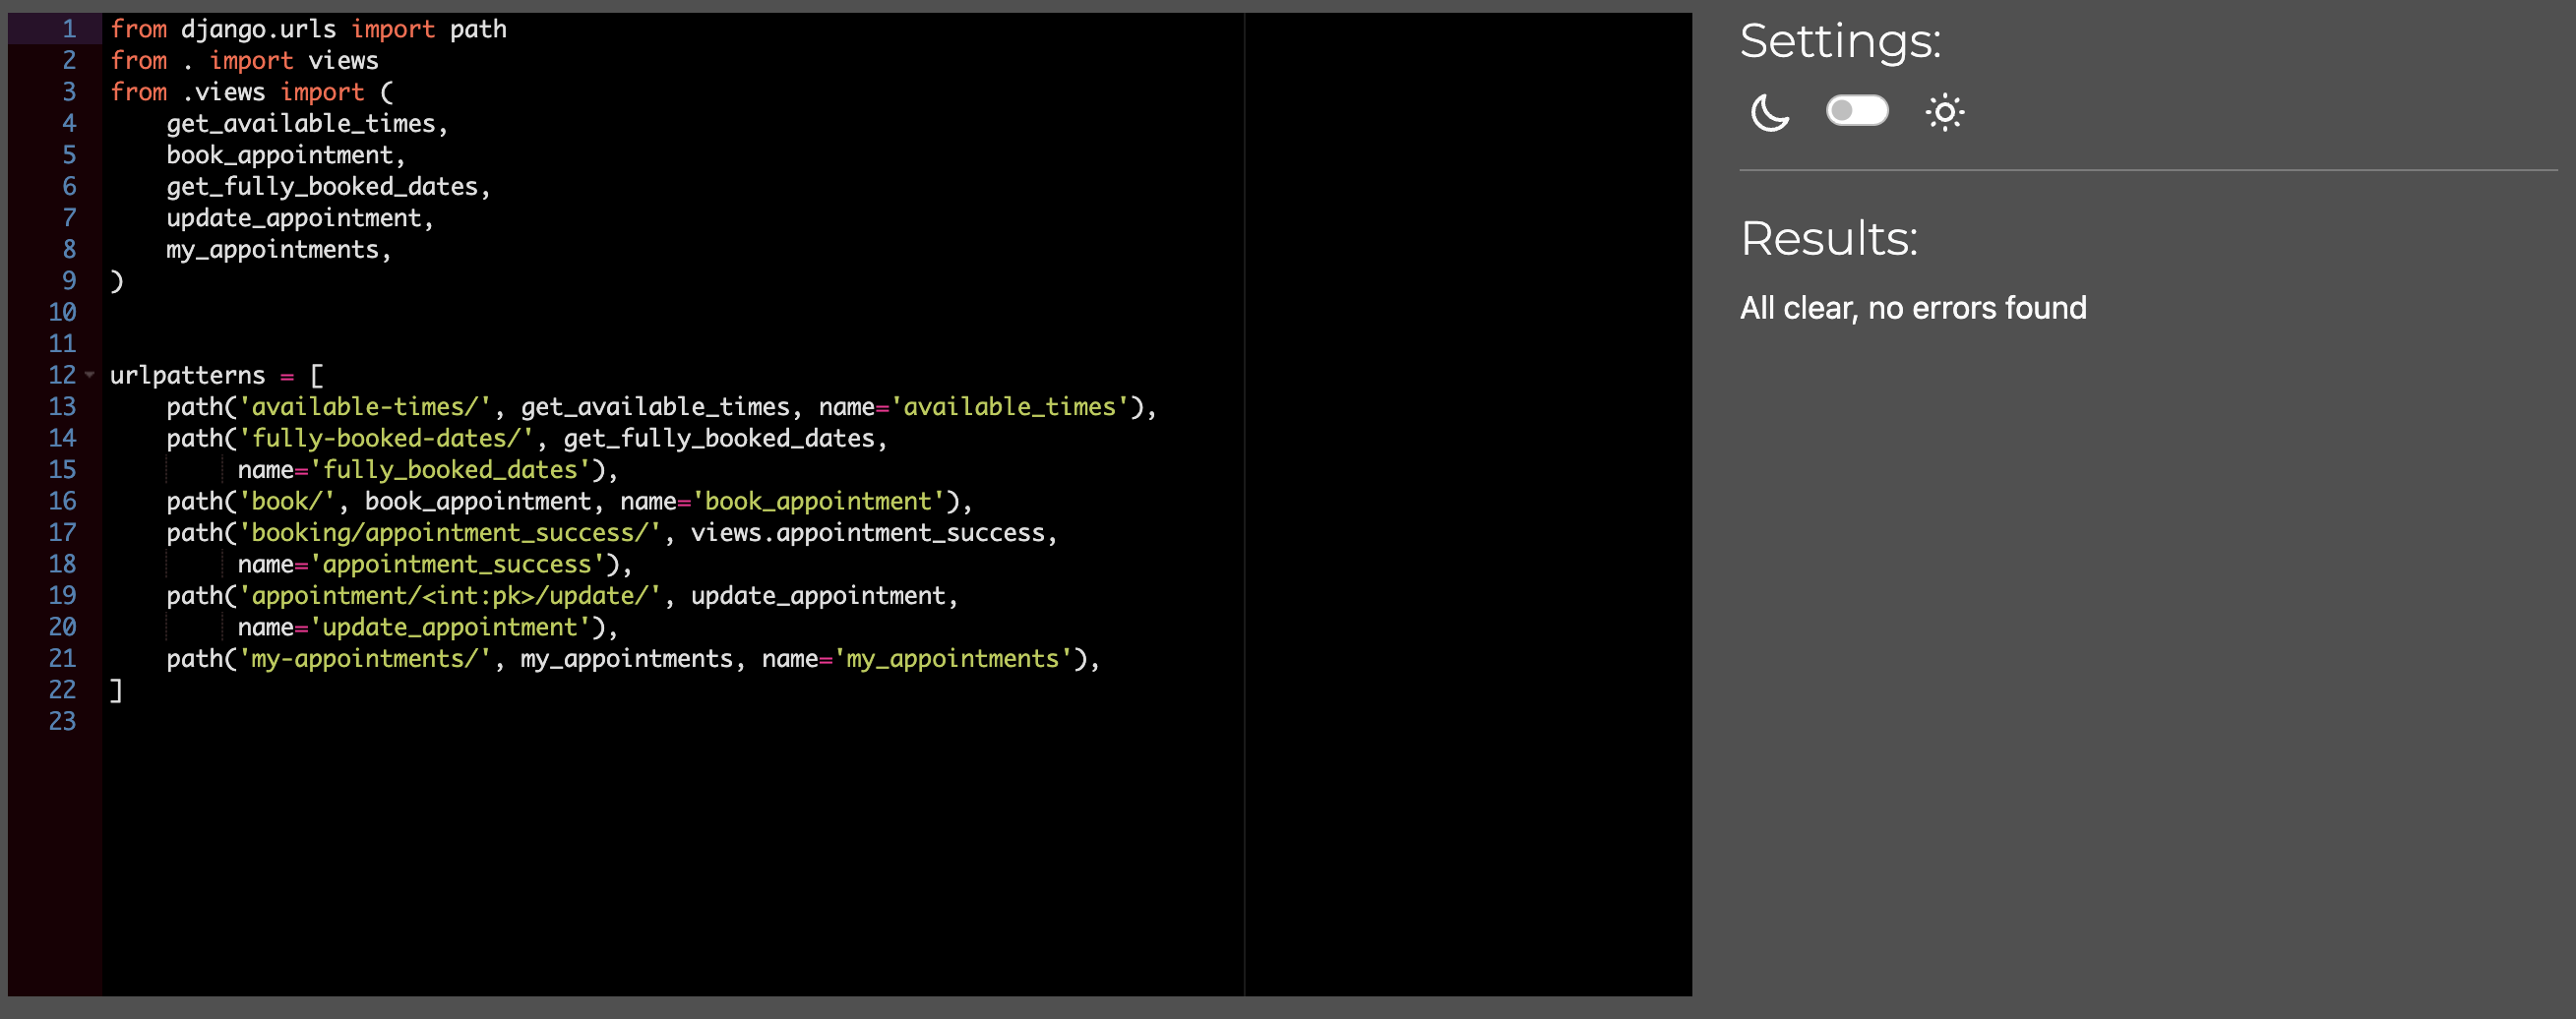 1 from django.urls import path
2 from . import views
3 from .views import (
4     get_available_times,
5     book_appointment,
6     get_fully_booked_dates,
7     update_appointment,
8     my_appointments,
9 )
10
11
12 urlpatterns = [
13     path('available-times/', get_available_times, name='available_times'),
14     path('fully-booked-dates/', get_fully_booked_dates,
15          name='fully_booked_dates'),
16     path('book/', book_appointment, name='book_appointment'),
17     path('booking/appointment_success/', views.appointment_success,
18          name='appointment_success'),
19     path('appointment/<int:pk>/update/', update_appointment,
20          name='update_appointment'),
21     path('my-appointments/', my_appointments, name='my_appointments'),
22 ]
23
Settings:
Results:
All clear, no errors found